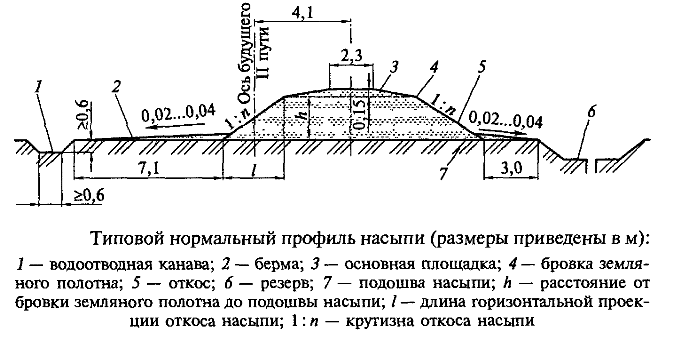 4,1
Ось будущего
II пути
2,3
3
4
5
1
2
≥0,6
0,02...0,04
1:n
h
0,15
1:n
0,02...0,04
6
7,1
l
7
3,0
≥0,6
Типовой нормальный профиль насыпи (размеры приведены в м):
1 — водоотводная канава; 2 — берма; 3 — основная площадка; 4 — бровка земля-
ного полотна; 5 — откос; 6 — резерв; 7 — подошва насыпи; h — расстояние от
бровки земляного полотна до подошвы насыпи; l — длина горизонтальной проек-
ции откоса насыпи; 1 : n — крутизна откоса насыпи